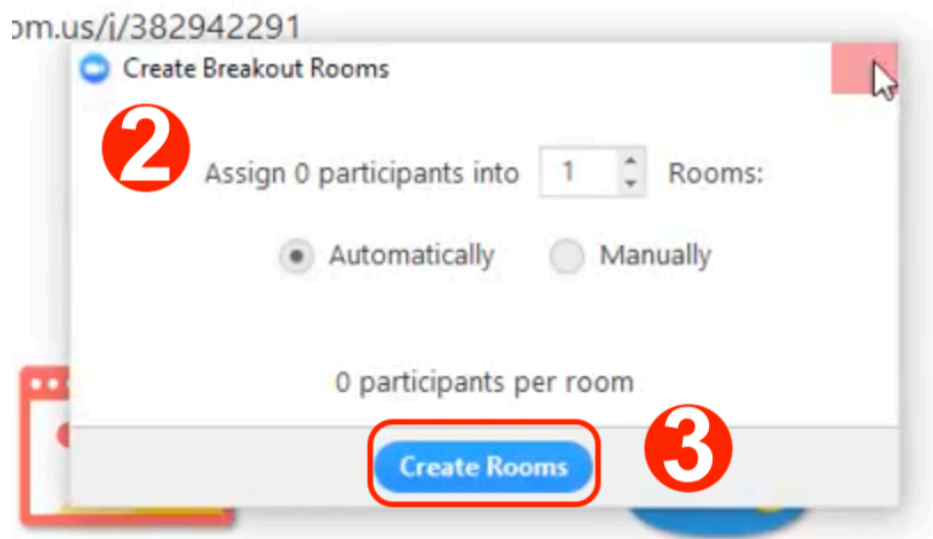 om.us/j/382942291
Create Breakout Rooms
2
Assign 0 participants into 1 Rooms:
Automatically Manually
0 participants per room
Create Rooms
3